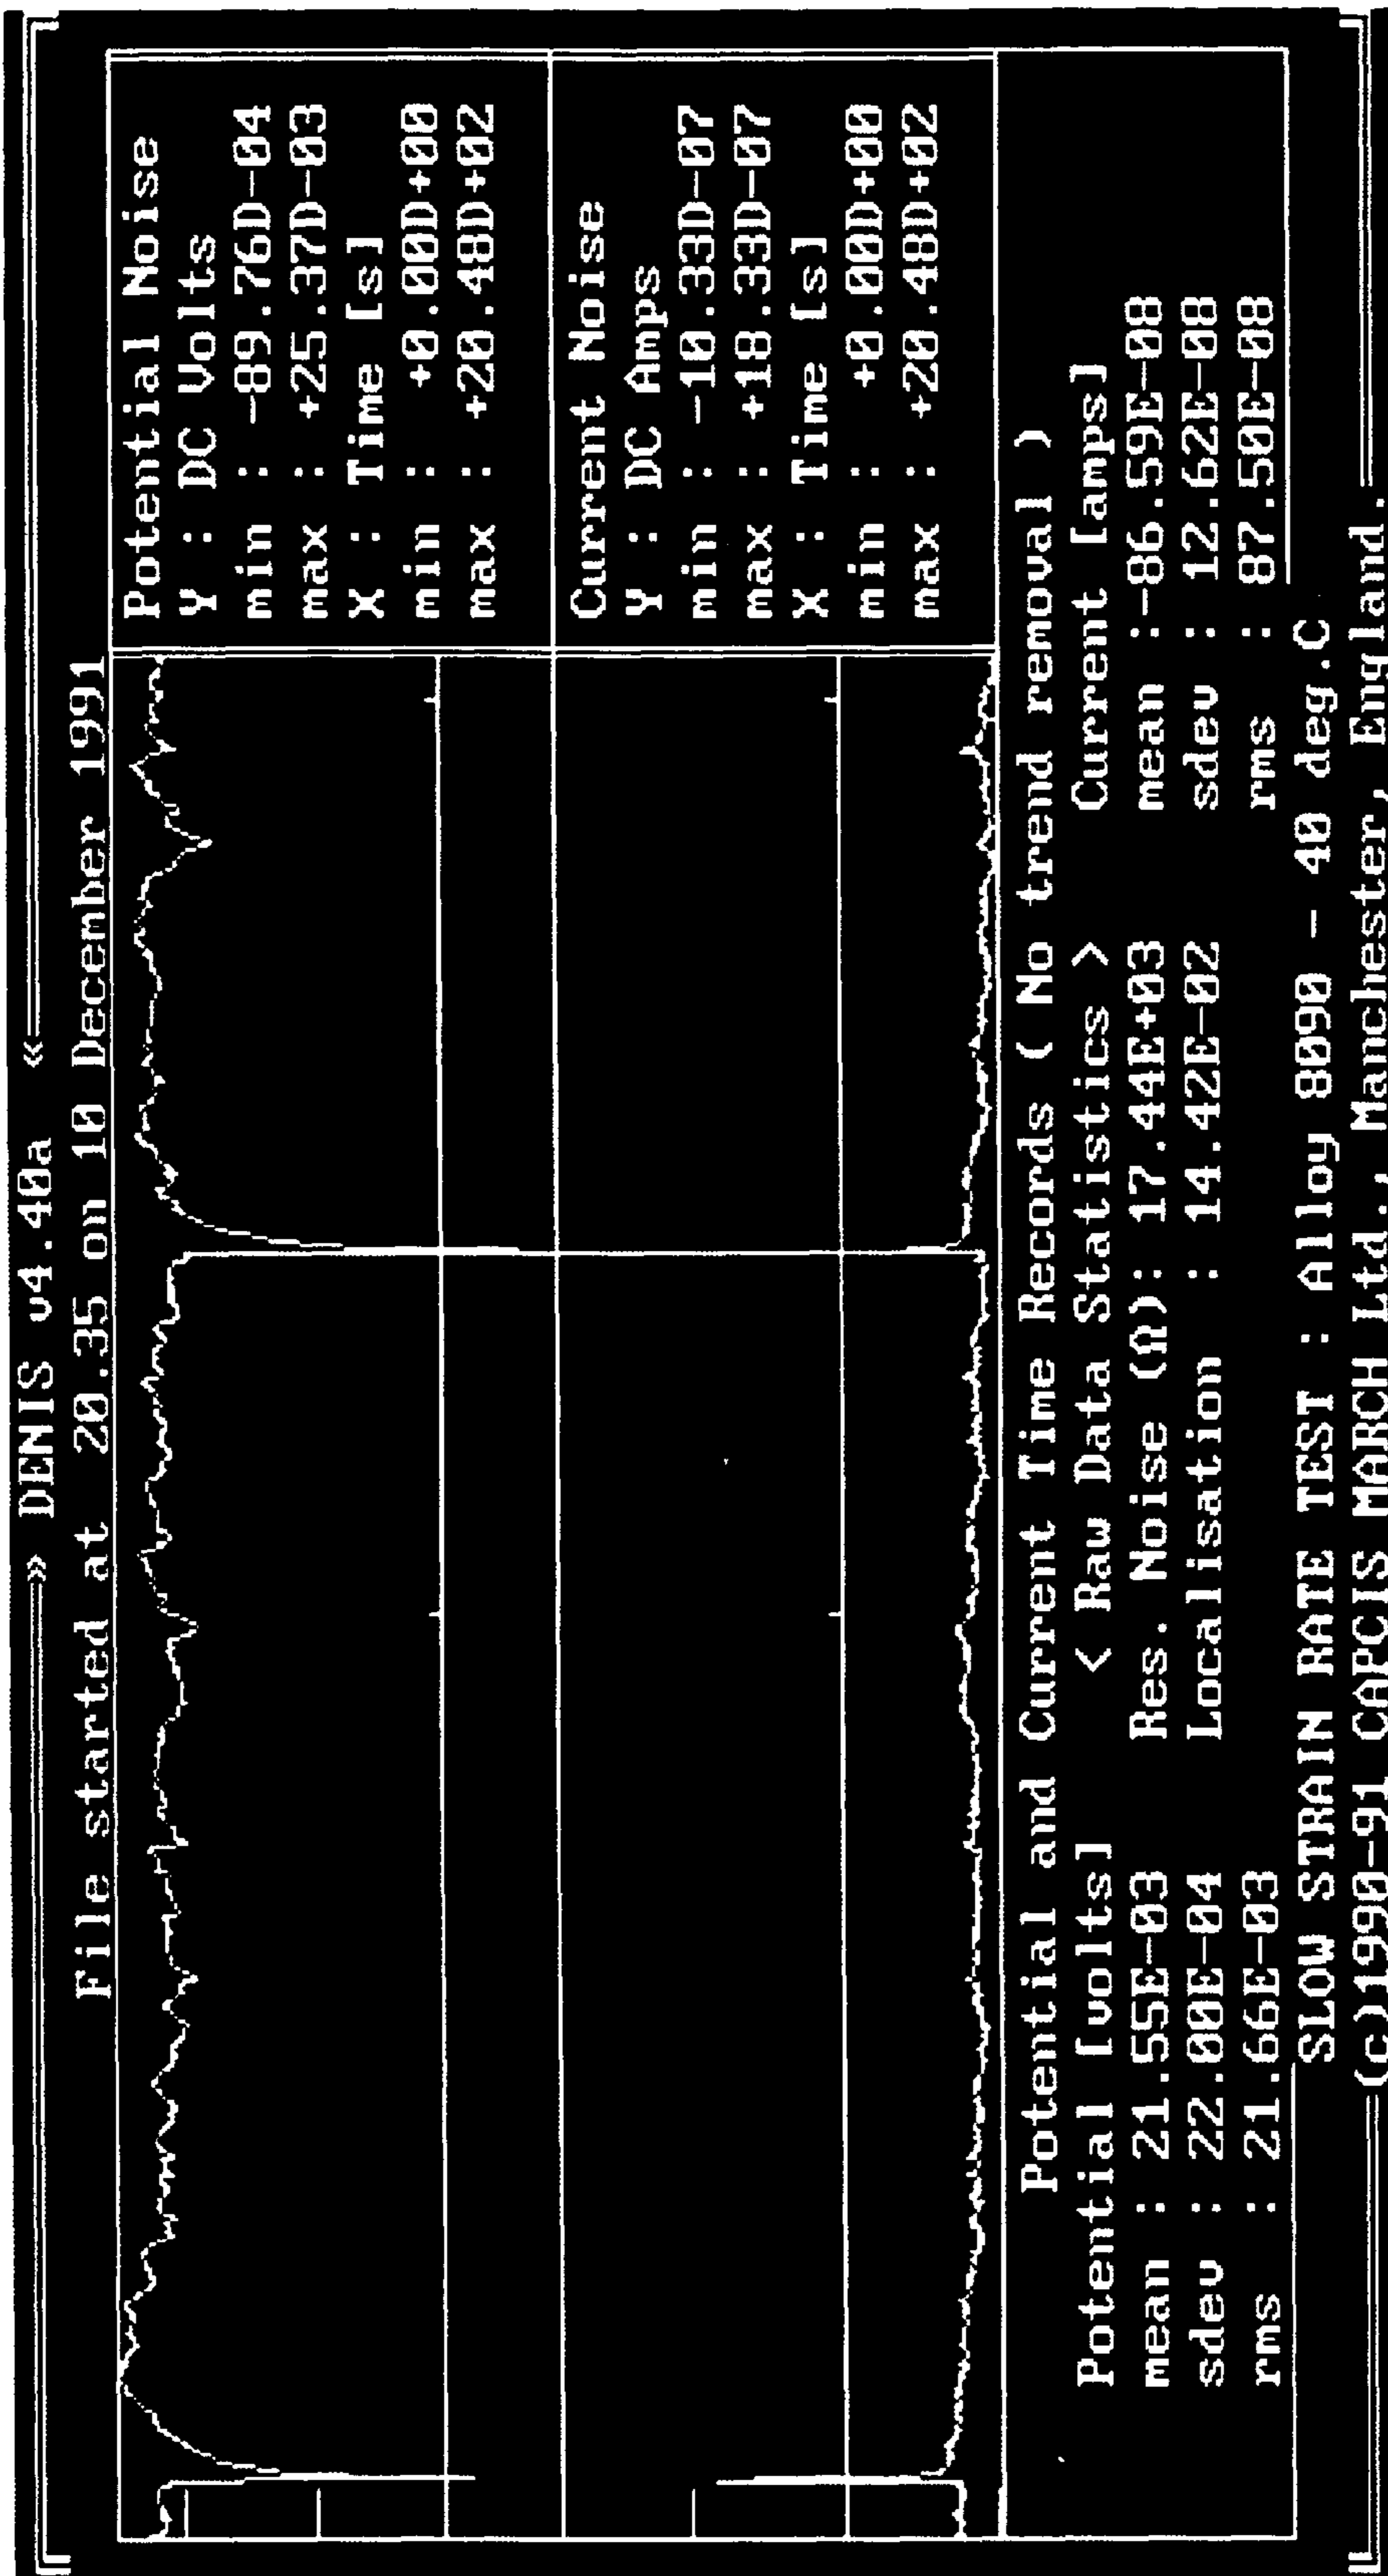 » DENIS v4.40a «
File started at 20.35 on 10 December 1991
Potential Noise
Y : DC Volts
min : -89.76D-04
max : +25.37D-03
X : Time [s]
min : +0.00D+00
max : +20.48D+02
Current Noise
Y : DC Amps
min : -10.33D-07
max : +18.33D-07
X : Time [s]
min : +0.00D+00
max : +20.48D+02
Potential and Current Time Records ( No trend removal )
Potential [volts] < Raw Data Statistics > Current [amps]
mean : 21.55E-03 Res. Noise (Ω): 17.44E+03 mean :-86.59E-08
sdev : 22.00E-04 Localisation : 14.42E-02 sdev : 12.62E-08
rms : 21.66E-03 rms : 87.50E-08
SLOW STRAIN RATE TEST : Alloy 8090 - 40 deg.C
(c)1990-91 CAPCIS MARCH Ltd., Manchester, England.